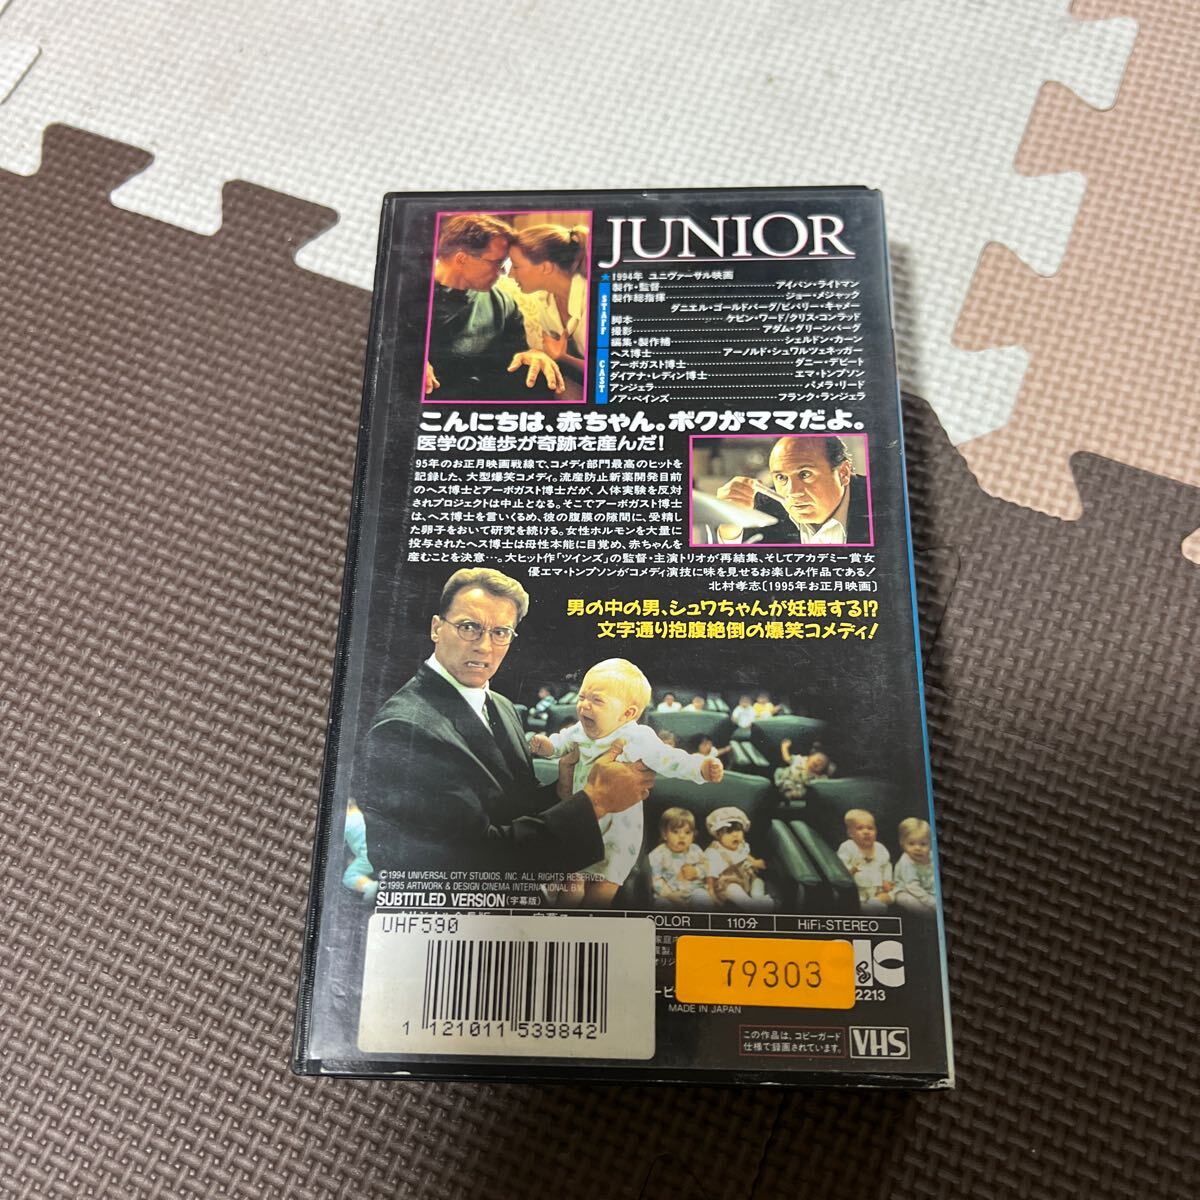 JUNIOR
★1994年 ユニヴァーサル映画
STAFF
製作・監督 アイバン・ライトマン
製作総指揮 ジョー・メジャック
ダニエル・ゴールドバーグ/ビバリー・キャメー
脚本 ケビン・ワード/クリス・コンラッド
撮影 アダム・グリーンバーグ
編集・製作補 シェルドン・カーン
CAST
ヘス博士 アーノルド・シュワルツェネッガー
アーボガスト博士 ダニー・デビート
ダイアナ・レディン博士 エマ・トンプソン
アンジェラ パメラ・リード
ノア・ベインズ フランク・ランジェラ
こんにちは、赤ちゃん。ボクがママだよ。
医学の進歩が奇跡を産んだ!
95年のお正月映画戦線で、コメディ部門最高のヒットを
記録した、大型爆笑コメディ。流産防止新薬開発目前
のヘス博士とアーボガスト博士だが、人体実験を反対
されプロジェクトは中止となる。そこでアーボガスト博士
は、ヘス博士を言いくるめ、彼の腹膜の隙間に、受精し
た卵子をおいて研究を続ける。女性ホルモンを大量に
投与されたヘス博士は母性本能に目覚め、赤ちゃんを
産むことを決意…。大ヒット作「ツインズ」の監督・主演トリオが再結集、そしてアカデミー賞女
優エマ・トンプソンがコメディ演技に味を見せるお楽しみ作品である!
北村孝志〔1995年お正月映画〕
男の中の男、シュワちゃんが妊娠する!?
文字通り抱腹絶倒の爆笑コメディ!
©1994 UNIVERSAL CITY STUDIOS, INC. ALL RIGHTS RESERVED.
©1995 ARTWORK & DESIGN CINEMA INTERNATIONAL B.V.
SUBTITLED VERSION(字幕版)
COLOR 110分 HiFi-STEREO
VHF590
1 121011 539842
79303
2213
MADE IN JAPAN
この作品は、コピーガード
仕様で録画されています。
VHS